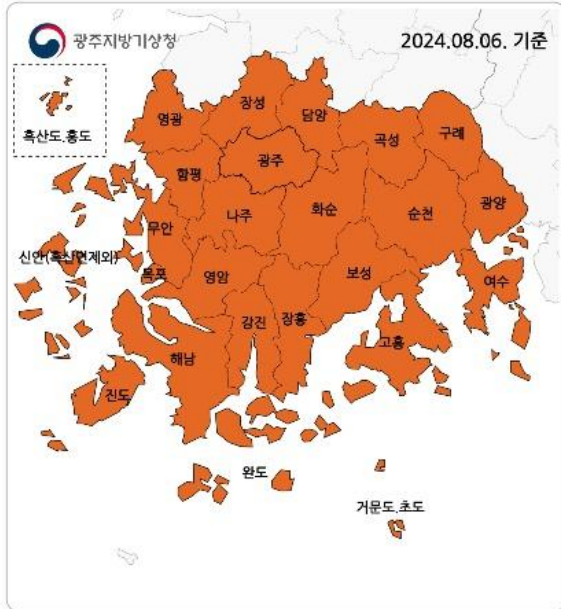 광주지방기상청
2024.08.06. 기준
흑산도.홍도
영광
장성
담양
곡성
구례
함평
광주
무안
나주
화순
순천
광양
신안(흑산면제외)
목포
영암
보성
여수
강진
장흥
고흥
해남
진도
완도
거문도.초도